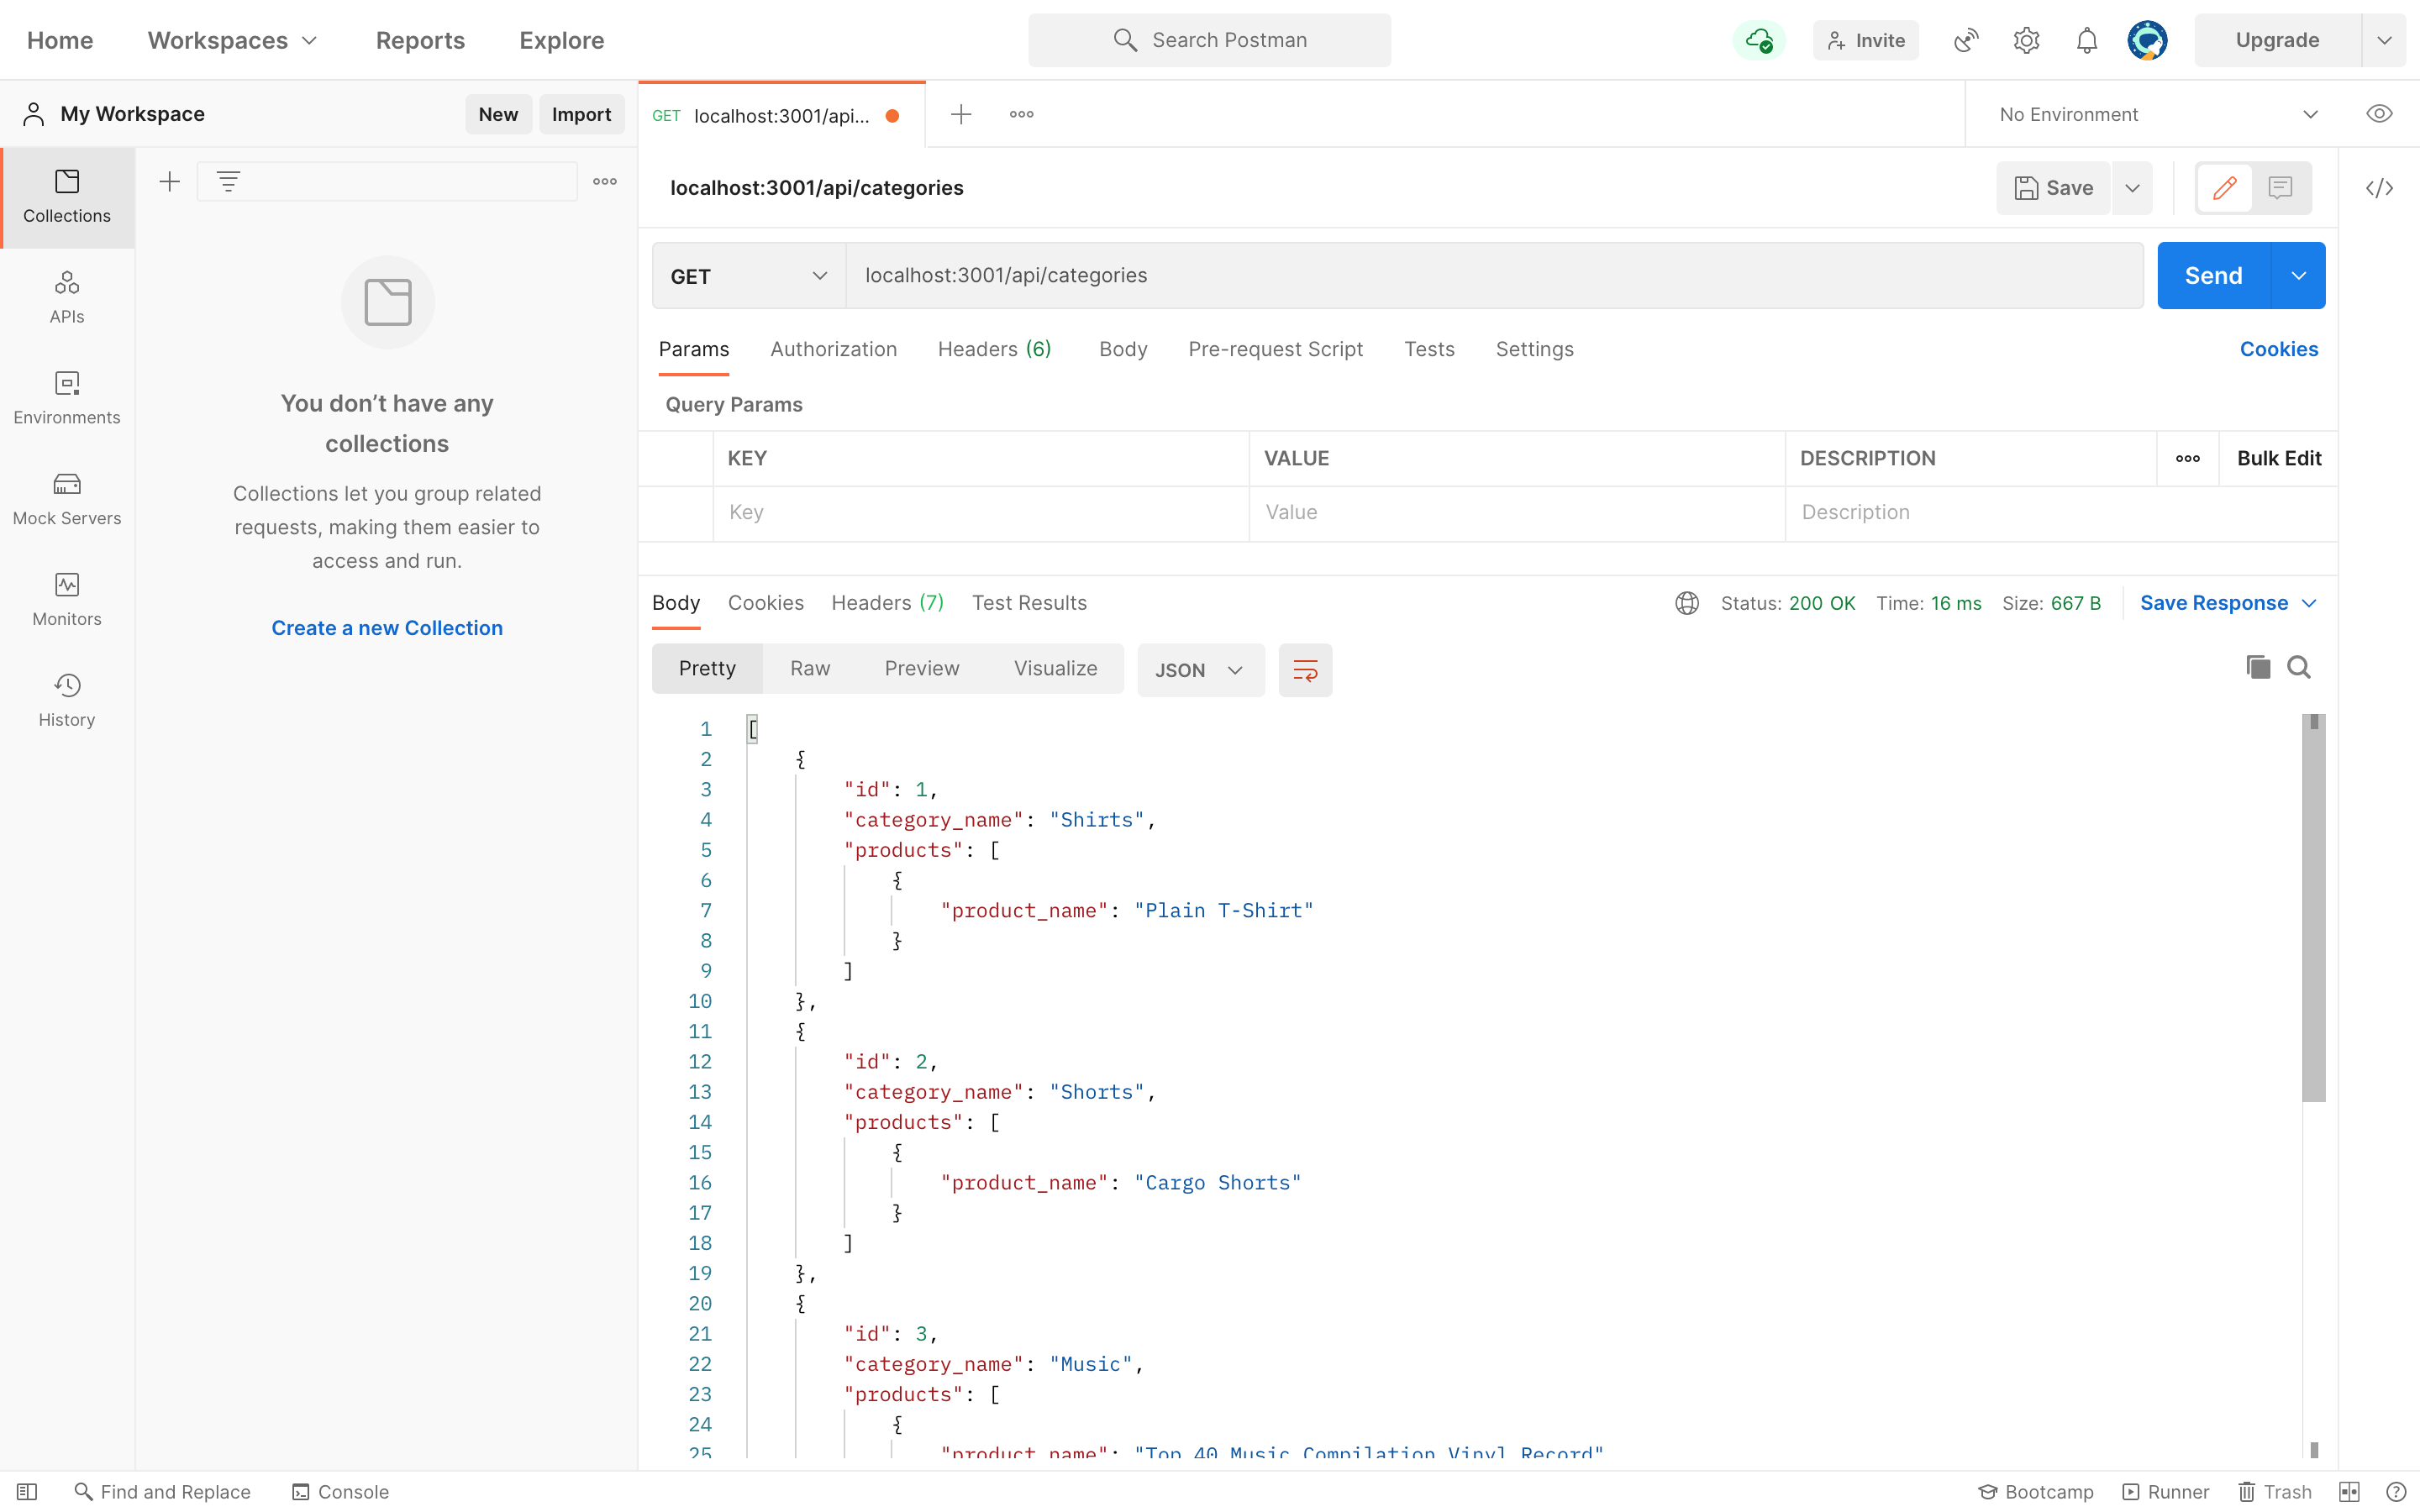 Home Workspaces Reports Explore Search Postman Invite Upgrade
My Workspace New Import GET localhost:3001/api... No Environment
localhost:3001/api/categories Save
Collections
APIs
Environments
Mock Servers
Monitors
History
You don’t have any
collections
Collections let you group related
requests, making them easier to
access and run.
Create a new Collection
GET localhost:3001/api/categories Send
Params Authorization Headers (6) Body Pre-request Script Tests Settings Cookies
Query Params
KEY VALUE DESCRIPTION Bulk Edit
Key Value Description
Body Cookies Headers (7) Test Results Status: 200 OK Time: 16 ms Size: 667 B Save Response
Pretty Raw Preview Visualize JSON
1 [
2 {
3 "id": 1,
4 "category_name": "Shirts",
5 "products": [
6 {
7 "product_name": "Plain T-Shirt"
8 }
9 ]
10 },
11 {
12 "id": 2,
13 "category_name": "Shorts",
14 "products": [
15 {
16 "product_name": "Cargo Shorts"
17 }
18 ]
19 },
20 {
21 "id": 3,
22 "category_name": "Music",
23 "products": [
24 {
25 "product_name": "Top 40 Music Compilation Vinyl Record"
Find and Replace Console Bootcamp Runner Trash